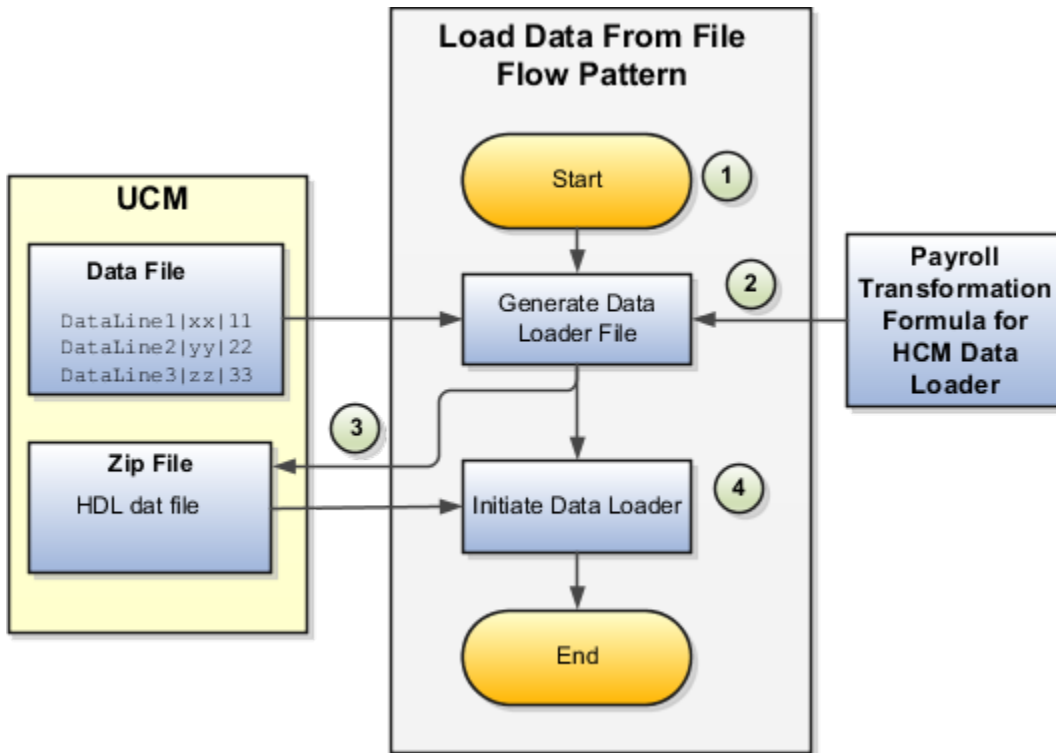 Load Data From File
Flow Pattern
Start
1
UCM
Data File
DataLine1|xx|11
DataLine2|yy|22
DataLine3|zz|33
Generate Data
Loader File
2
Payroll
Transformation
Formula for
HCM Data
Loader
3
Zip File
HDL dat file
Initiate Data Loader
4
End